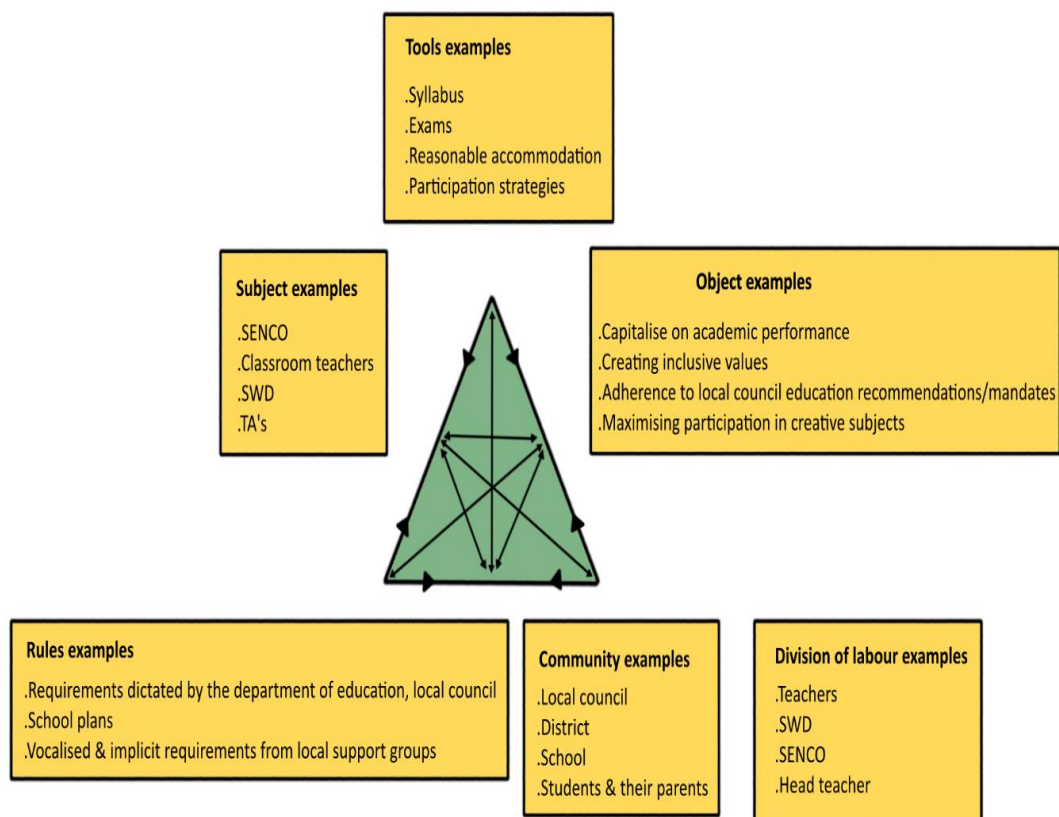 Tools examples
.Syllabus
.Exams
.Reasonable accommodation
.Participation strategies
Subject examples
.SENCO
.Classroom teachers
.SWD
.TA's
Object examples
.Capitalise on academic performance
.Creating inclusive values
.Adherence to local council education recommendations/mandates
.Maximising participation in creative subjects
Rules examples
.Requirements dictated by the department of education, local council
.School plans
.Vocalised & implicit requirements from local support groups
Community examples
.Local council
.District
.School
.Students & their parents
Division of labour examples
.Teachers
.SWD
.SENCO
.Head teacher